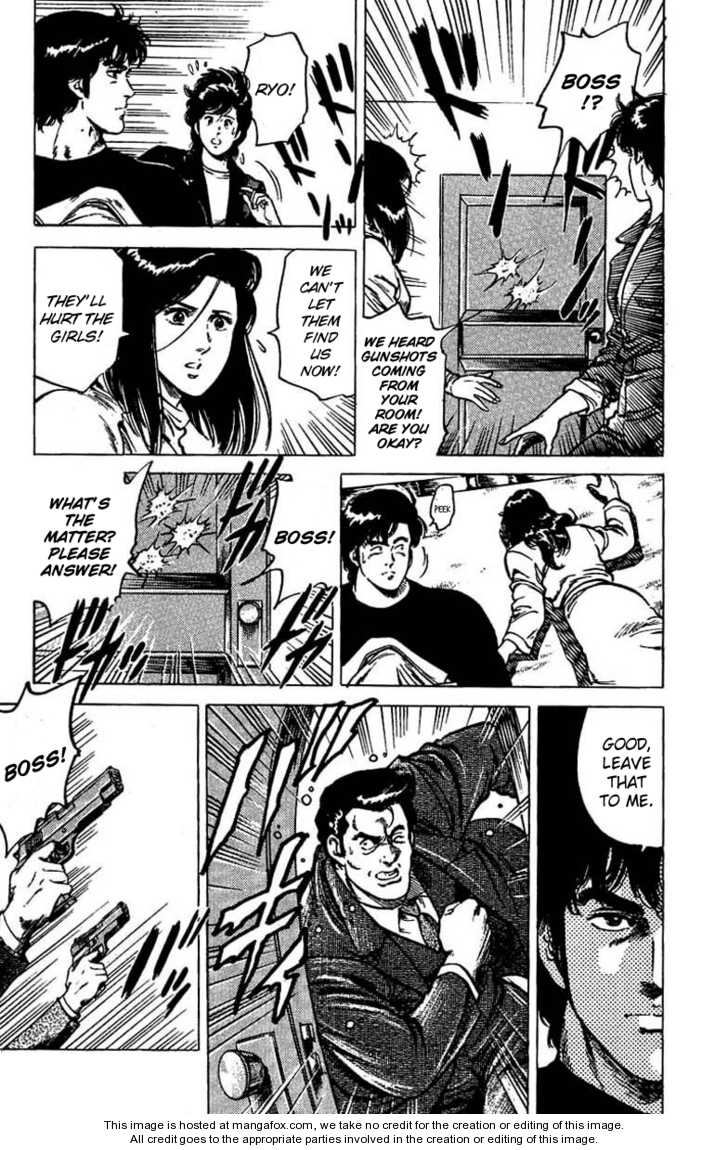 BOSS
!?
WE HEARD
GUNSHOTS
COMING
FROM
YOUR
ROOM!
ARE YOU
OKAY?
RYO!
WE
CAN'T
LET
THEM
FIND
US
NOW!
THEY'LL
HURT THE
GIRLS!
PEEK
BOSS!
WHAT'S
THE
MATTER?
PLEASE
ANSWER!
GOOD,
LEAVE
THAT
TO ME.
BOSS!
This image is hosted at mangafox.com, we take no credit for the creation or editing of this image.
All credit goes to the appropriate parties involved in the creation or editing of this image.